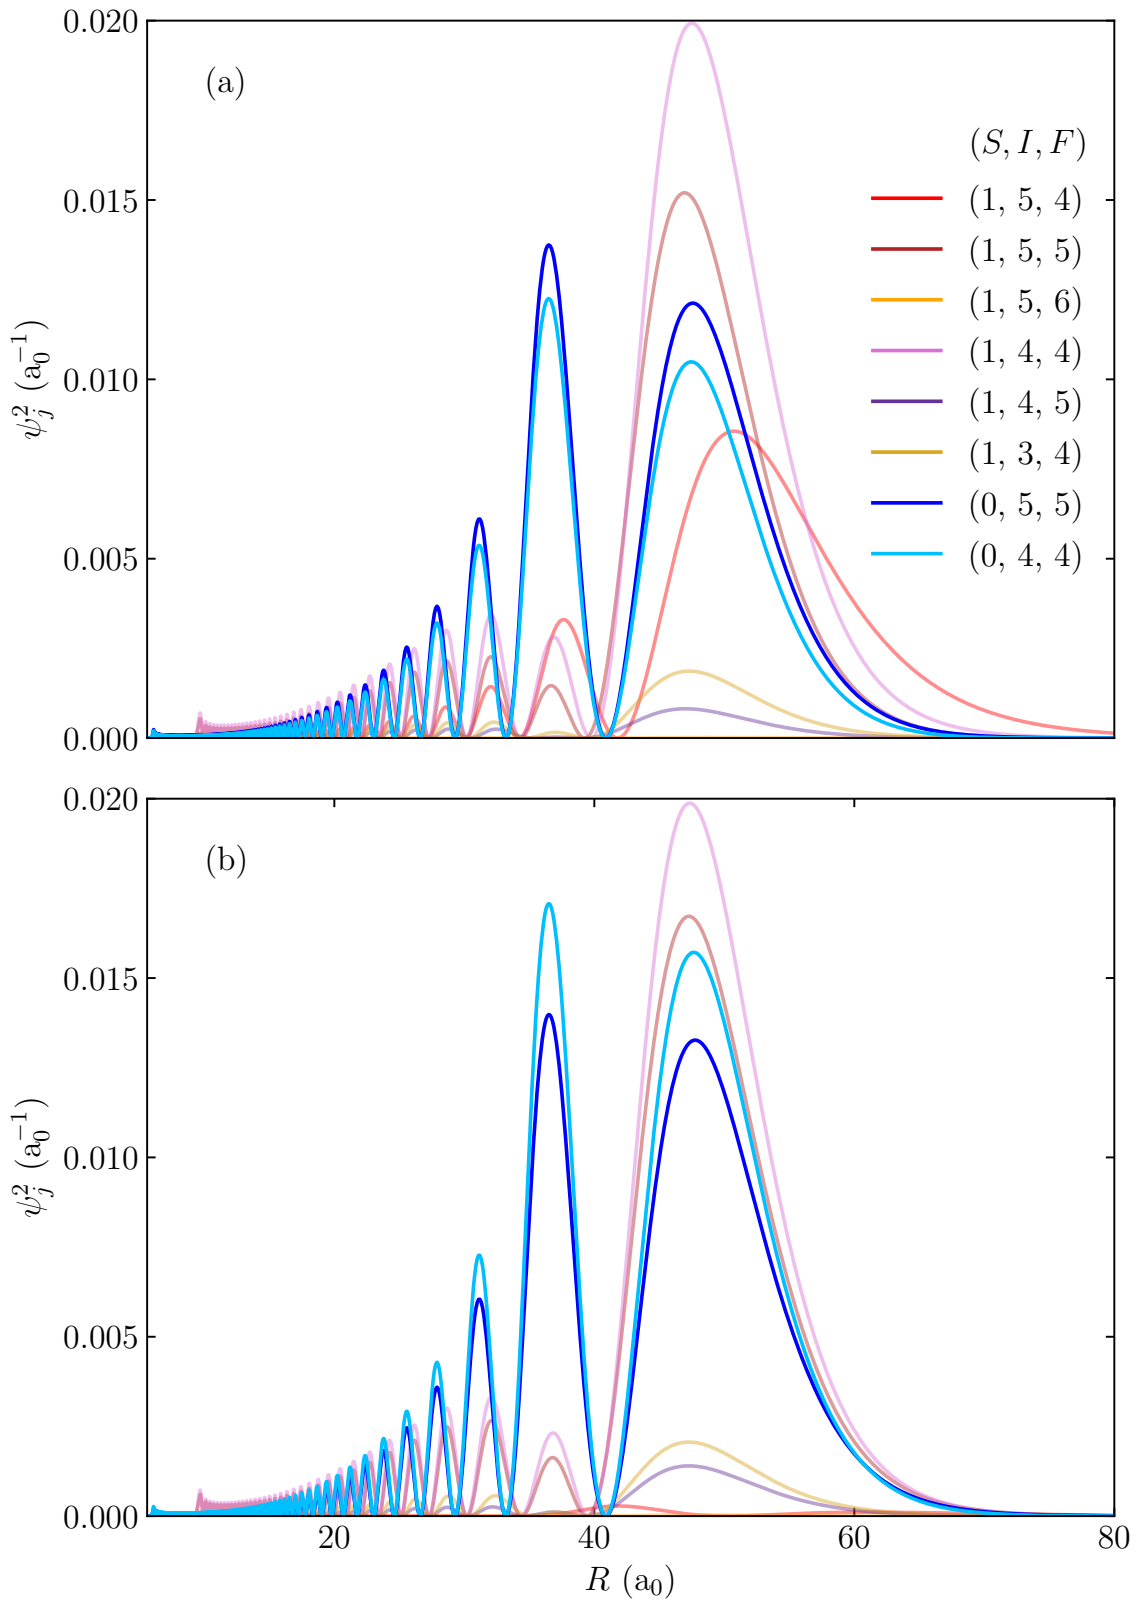 0.020
0.015
0.010
0.005
0.000
ψ_j^2 (a_0^{-1})
(a)
(S, I, F)
(1, 5, 4)
(1, 5, 5)
(1, 5, 6)
(1, 4, 4)
(1, 4, 5)
(1, 3, 4)
(0, 5, 5)
(0, 4, 4)
0.020
0.015
0.010
0.005
0.000
ψ_j^2 (a_0^{-1})
(b)
20 40 60 80
R (a_0)